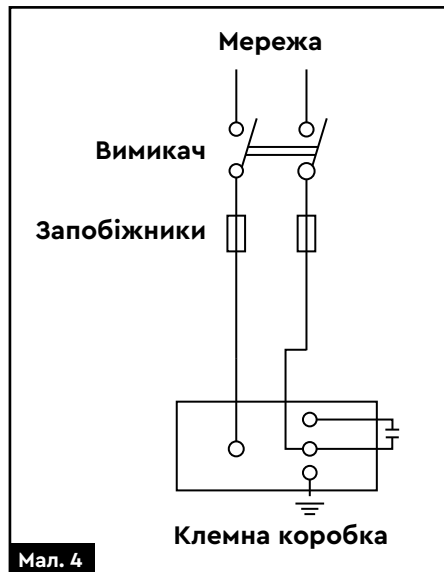 Мережа
Вимикач
Запобіжники
Клемна коробка
Мал. 4